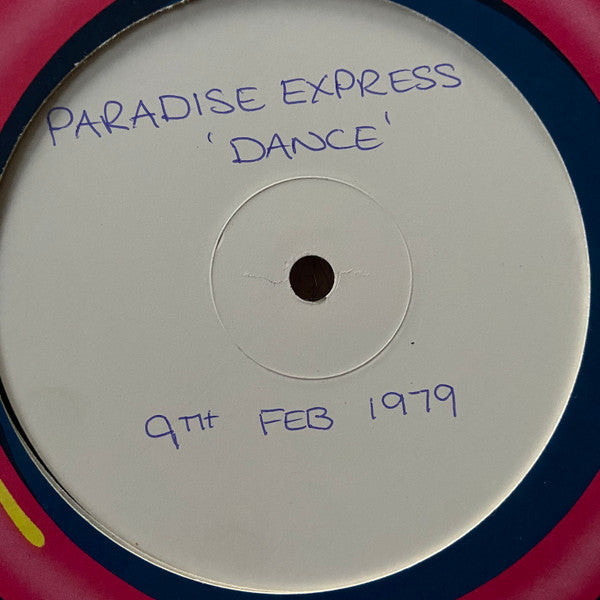 PARADISE EXPRESS
'DANCE'
9TH FEB 1979